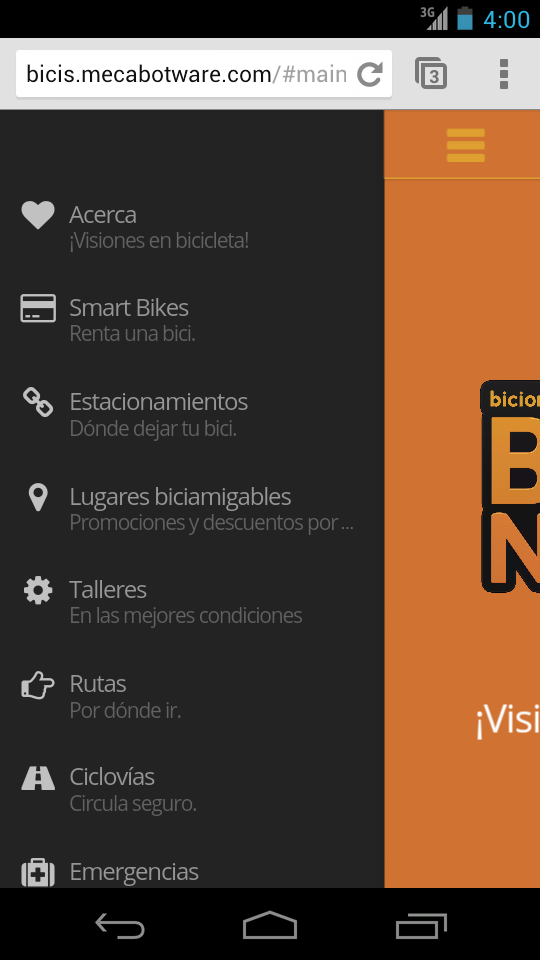 3G 4:00
bicis.mecabotware.com/#main
3
Acerca
¡Visiones en bicicleta!
Smart Bikes
Renta una bici.
Estacionamientos
Dónde dejar tu bici.
Lugares biciamigables
Promociones y descuentos por ...
Talleres
En las mejores condiciones
Rutas
Por dónde ir.
Ciclovías
Circula seguro.
Emergencias
bicion
B
N
¡Visi